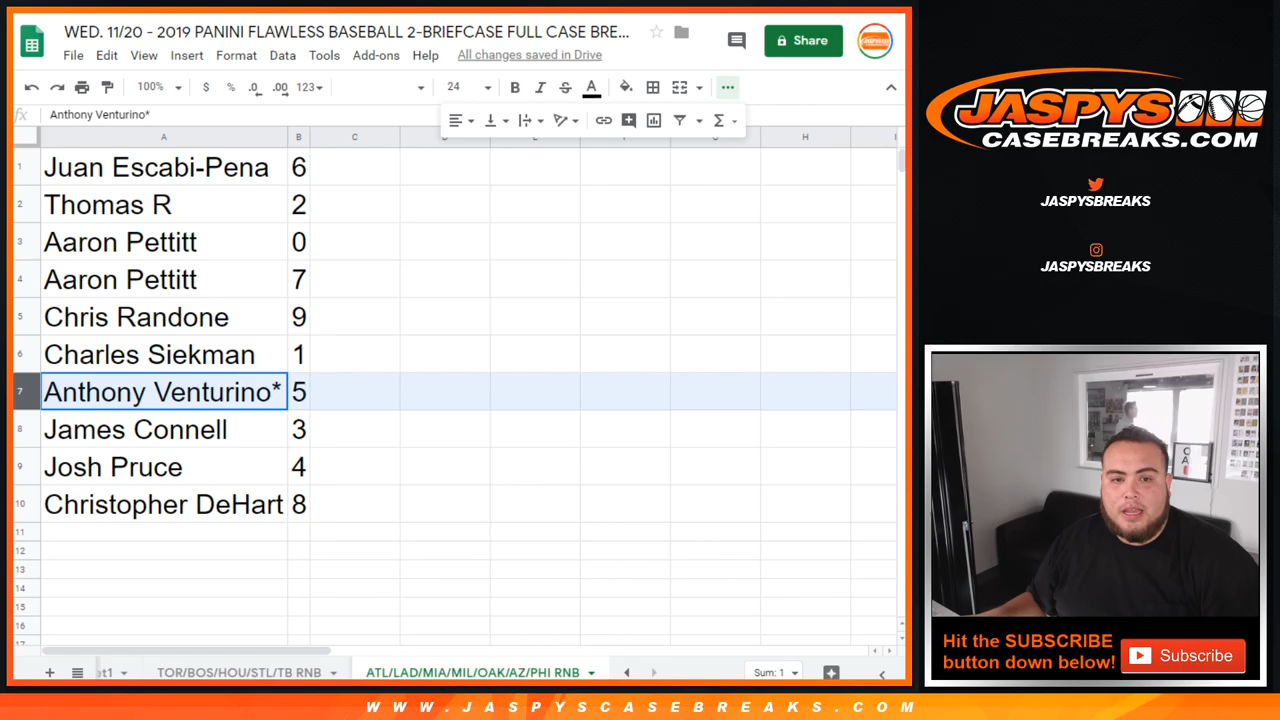 WED. 11/20 - 2019 PANINI FLAWLESS BASEBALL 2-BRIEFCASE FULL CASE BRE...
Share
File Edit View Insert Format Data Tools Add-ons Help All changes saved in Drive
100% $ % .0 .00 123 24 B I S A
fx Anthony Venturino*
A B C H
1 Juan Escabi-Pena 6
2 Thomas R 2
3 Aaron Pettitt 0
4 Aaron Pettitt 7
5 Chris Randone 9
6 Charles Siekman 1
7 Anthony Venturino* 5
8 James Connell 3
9 Josh Pruce 4
10 Christopher DeHart 8
11
12
13
14
15
16
17
et1 TOR/BOS/HOU/STL/TB RNB ATL/LAD/MIA/MIL/OAK/AZ/PHI RNB Sum: 1
JASPYS
CASEBREAKS.COM
JASPYSBREAKS
JASPYSBREAKS
Hit the SUBSCRIBE
button down below!
Subscribe
WWW.JASPYSCASEBREAKS.COM